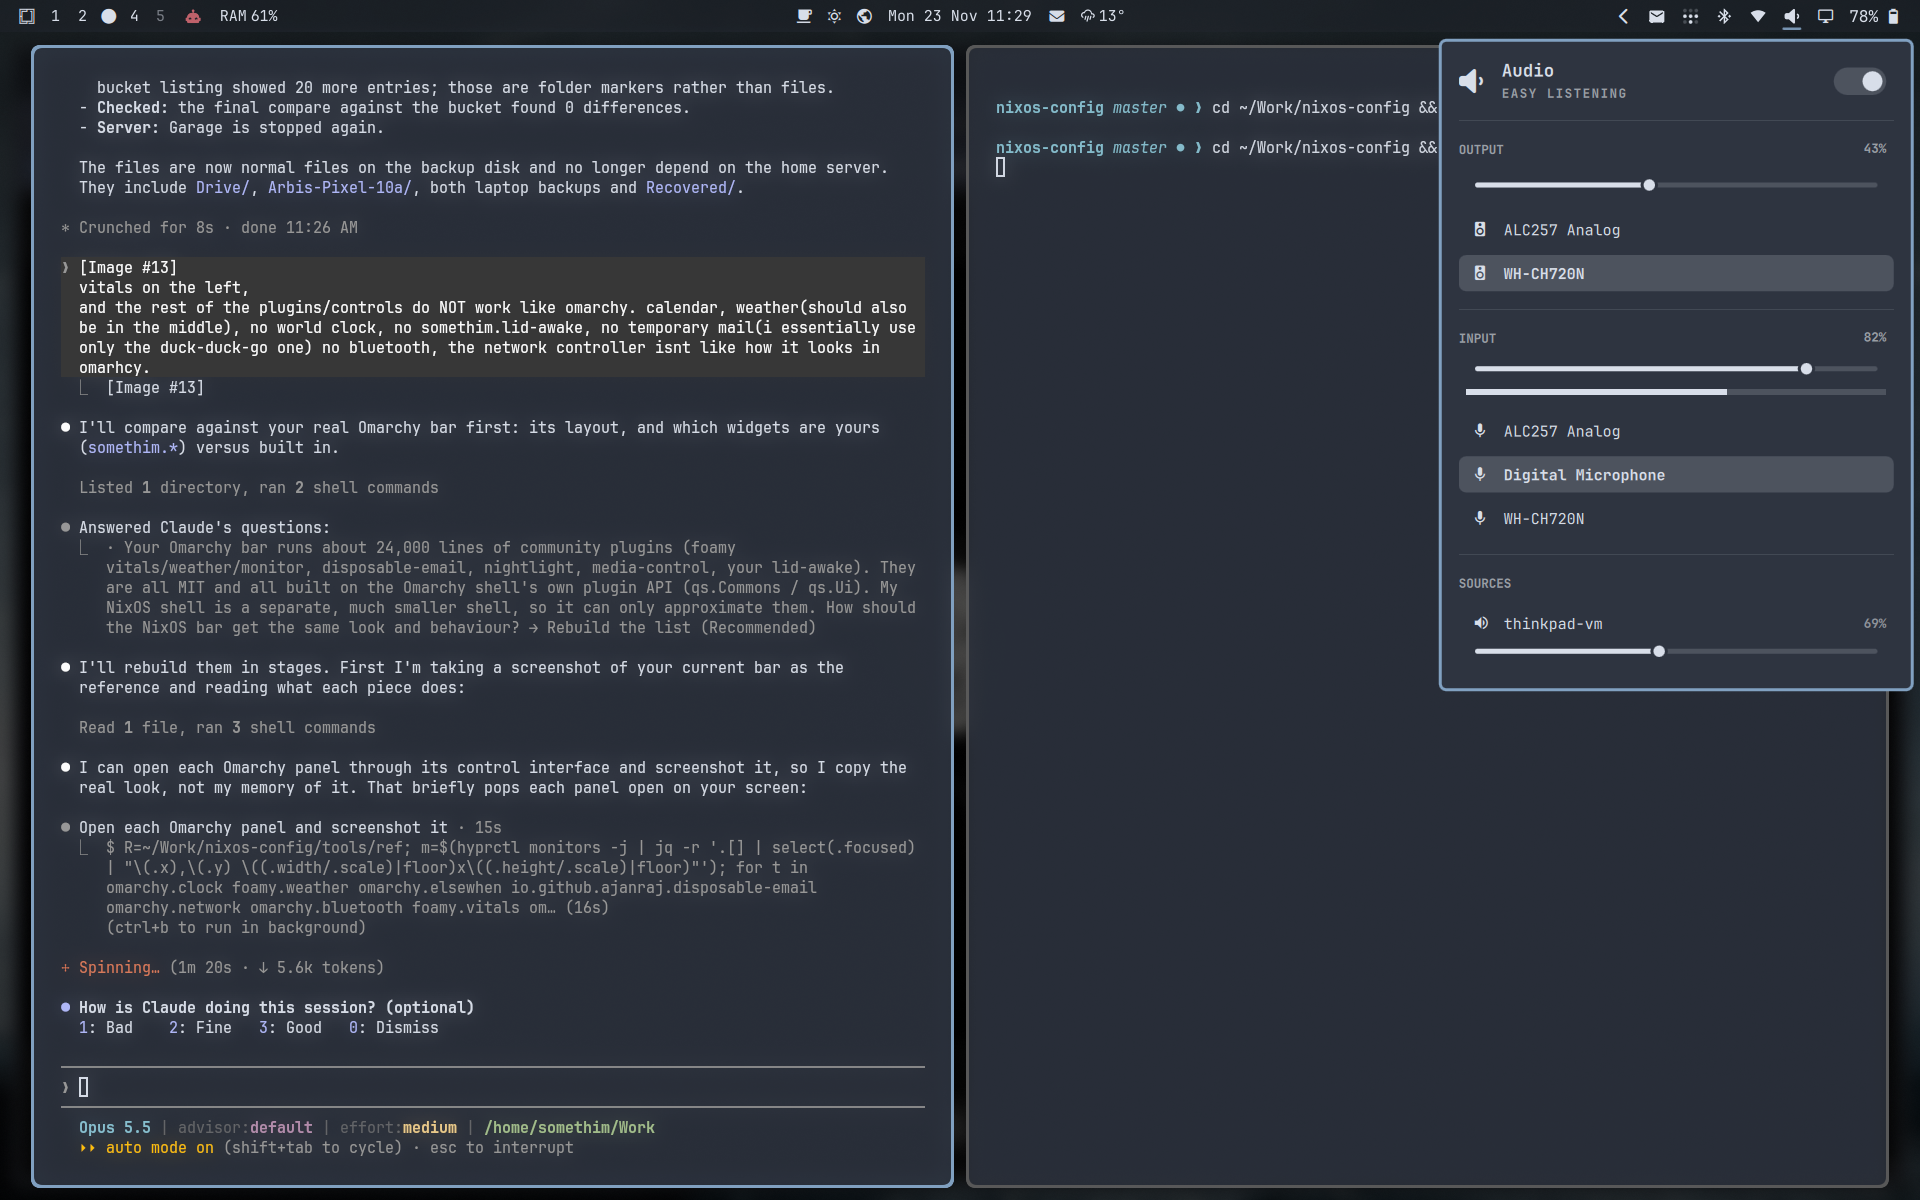 1 2 4 5 RAM 61%
Mon 23 Nov 11:29 13°
78%
bucket listing showed 20 more entries; those are folder markers rather than files.
- Checked: the final compare against the bucket found 0 differences.
- Server: Garage is stopped again.
The files are now normal files on the backup disk and no longer depend on the home server.
They include Drive/, Arbis-Pixel-10a/, both laptop backups and Recovered/.
* Crunched for 8s · done 11:26 AM
❯ [Image #13]
vitals on the left,
and the rest of the plugins/controls do NOT work like omarchy. calendar, weather(should also
be in the middle), no world clock, no somethim.lid-awake, no temporary mail(i essentially use
only the duck-duck-go one) no bluetooth, the network controller isnt like how it looks in
omarhcy.
⎿ [Image #13]
● I'll compare against your real Omarchy bar first: its layout, and which widgets are yours
(somethim.*) versus built in.
Listed 1 directory, ran 2 shell commands
● Answered Claude's questions:
⎿ · Your Omarchy bar runs about 24,000 lines of community plugins (foamy
vitals/weather/monitor, disposable-email, nightlight, media-control, your lid-awake). They
are all MIT and all built on the Omarchy shell's own plugin API (qs.Commons / qs.Ui). My
NixOS shell is a separate, much smaller shell, so it can only approximate them. How should
the NixOS bar get the same look and behaviour? → Rebuild the list (Recommended)
● I'll rebuild them in stages. First I'm taking a screenshot of your current bar as the
reference and reading what each piece does:
Read 1 file, ran 3 shell commands
● I can open each Omarchy panel through its control interface and screenshot it, so I copy the
real look, not my memory of it. That briefly pops each panel open on your screen:
● Open each Omarchy panel and screenshot it · 15s
⎿ $ R=~/Work/nixos-config/tools/ref; m=$(hyprctl monitors -j | jq -r '.[] | select(.focused)
| "\(.x),\(.y) \((.width/.scale)|floor)x\((.height/.scale)|floor)"'); for t in
omarchy.clock foamy.weather omarchy.elsewhen io.github.ajanraj.disposable-email
omarchy.network omarchy.bluetooth foamy.vitals om… (16s)
(ctrl+b to run in background)
+ Spinning… (1m 20s · ↓ 5.6k tokens)
● How is Claude doing this session? (optional)
1: Bad 2: Fine 3: Good 0: Dismiss
❯
Opus 5.5 | advisor:default | effort:medium | /home/somethim/Work
⏵⏵ auto mode on (shift+tab to cycle) · esc to interrupt
nixos-config master ● ❯ cd ~/Work/nixos-config &&
nixos-config master ● ❯ cd ~/Work/nixos-config &&
Audio
EASY LISTENING
OUTPUT 43%
ALC257 Analog
WH-CH720N
INPUT 82%
ALC257 Analog
Digital Microphone
WH-CH720N
SOURCES
thinkpad-vm 69%